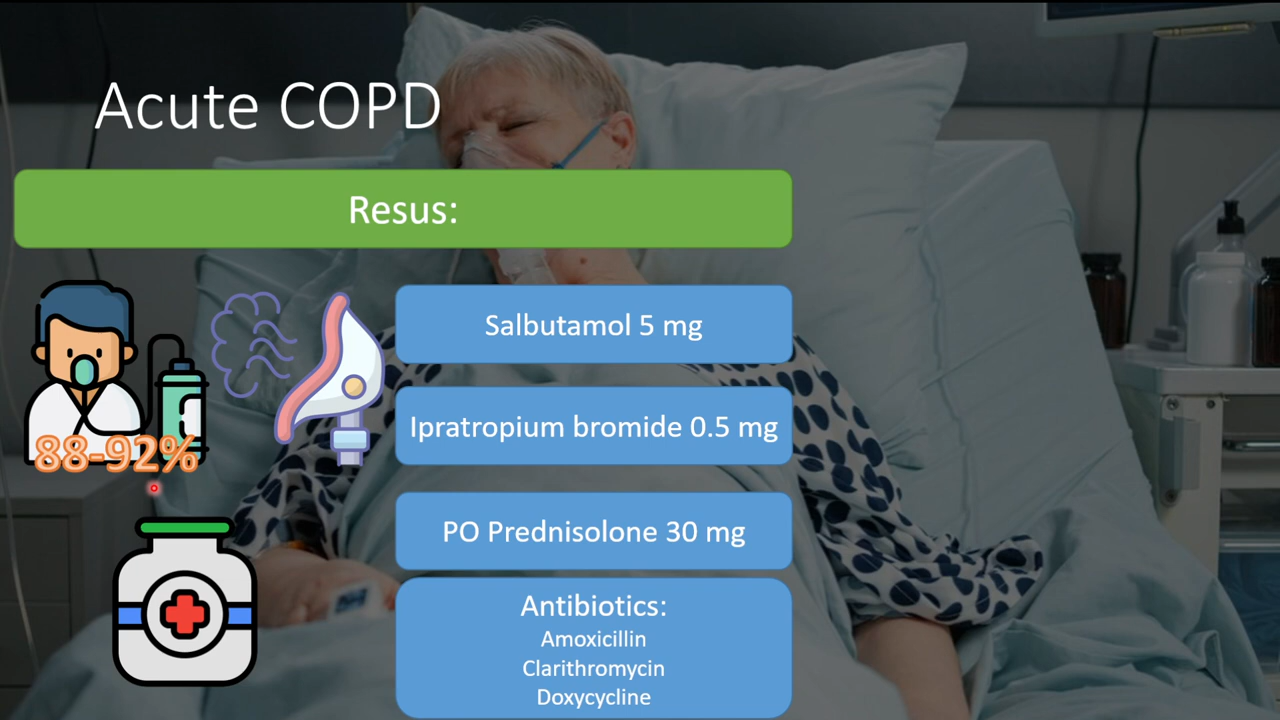 Acute COPD
Resus:
88-92%
Salbutamol 5 mg
Ipratropium bromide 0.5 mg
PO Prednisolone 30 mg
Antibiotics:
Amoxicillin
Clarithromycin
Doxycycline